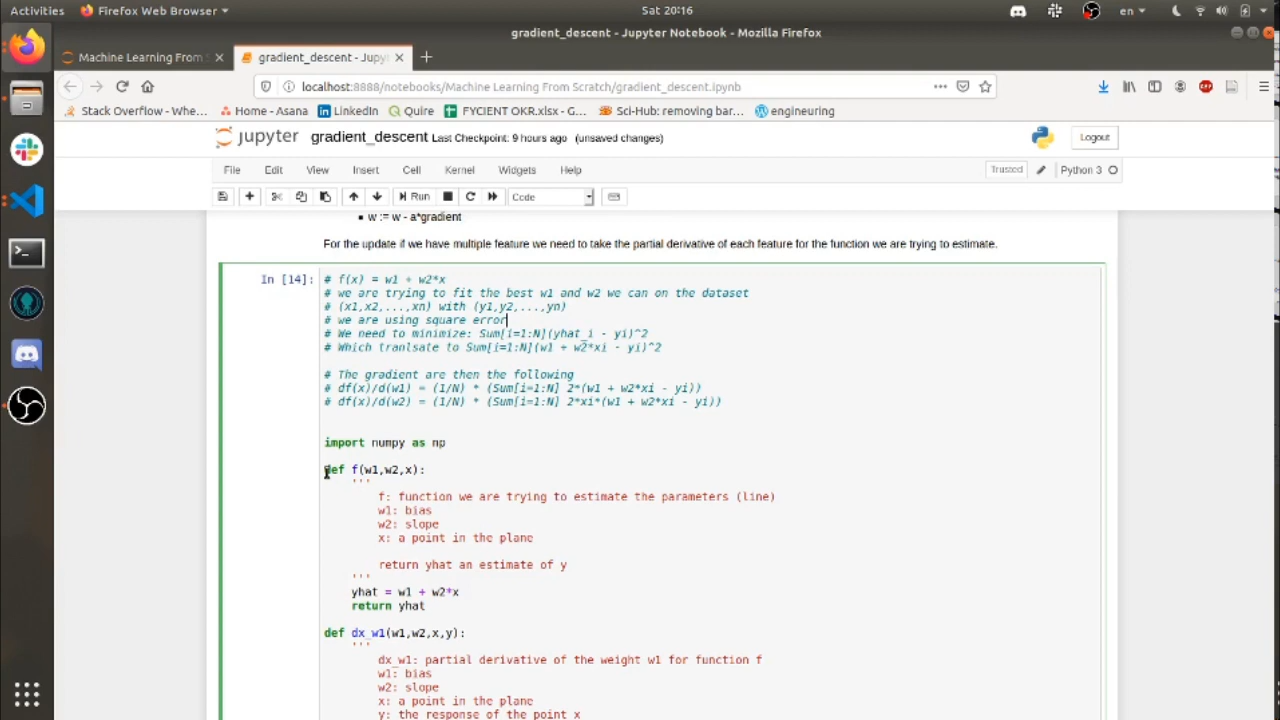 Activities Firefox Web Browser Sat 20:16 en
gradient_descent - Jupyter Notebook - Mozilla Firefox
Machine Learning From S gradient_descent - Jupy
localhost:8888/notebooks/Machine Learning From Scratch/gradient_descent.ipynb
Stack Overflow - Whe... Home - Asana LinkedIn Quire FYCIENT OKR.xlsx - G... Sci-Hub: removing bar... engineering
jupyter gradient_descent Last Checkpoint: 9 hours ago (unsaved changes) Logout
File Edit View Insert Cell Kernel Widgets Help Trusted Python 3
Run Code
w := w - a*gradient
For the update if we have multiple feature we need to take the partial derivative of each feature for the function we are trying to estimate.
In [14]: # f(x) = w1 + w2*x
# we are trying to fit the best w1 and w2 we can on the dataset
# (x1,x2,...,xn) with (y1,y2,...,yn)
# we are using square error
# We need to minimize: Sum[i=1:N](yhat_i - yi)^2
# Which tranlsate to Sum[i=1:N](w1 + w2*xi - yi)^2
# The gradient are then the following
# df(x)/d(w1) = (1/N) * (Sum[i=1:N] 2*(w1 + w2*xi - yi))
# df(x)/d(w2) = (1/N) * (Sum[i=1:N] 2*xi*(w1 + w2*xi - yi))
import numpy as np
def f(w1,w2,x):
'''
f: function we are trying to estimate the parameters (line)
w1: bias
w2: slope
x: a point in the plane
return yhat an estimate of y
'''
yhat = w1 + w2*x
return yhat
def dx_w1(w1,w2,x,y):
'''
dx_w1: partial derivative of the weight w1 for function f
w1: bias
w2: slope
x: a point in the plane
y: the response of the point x